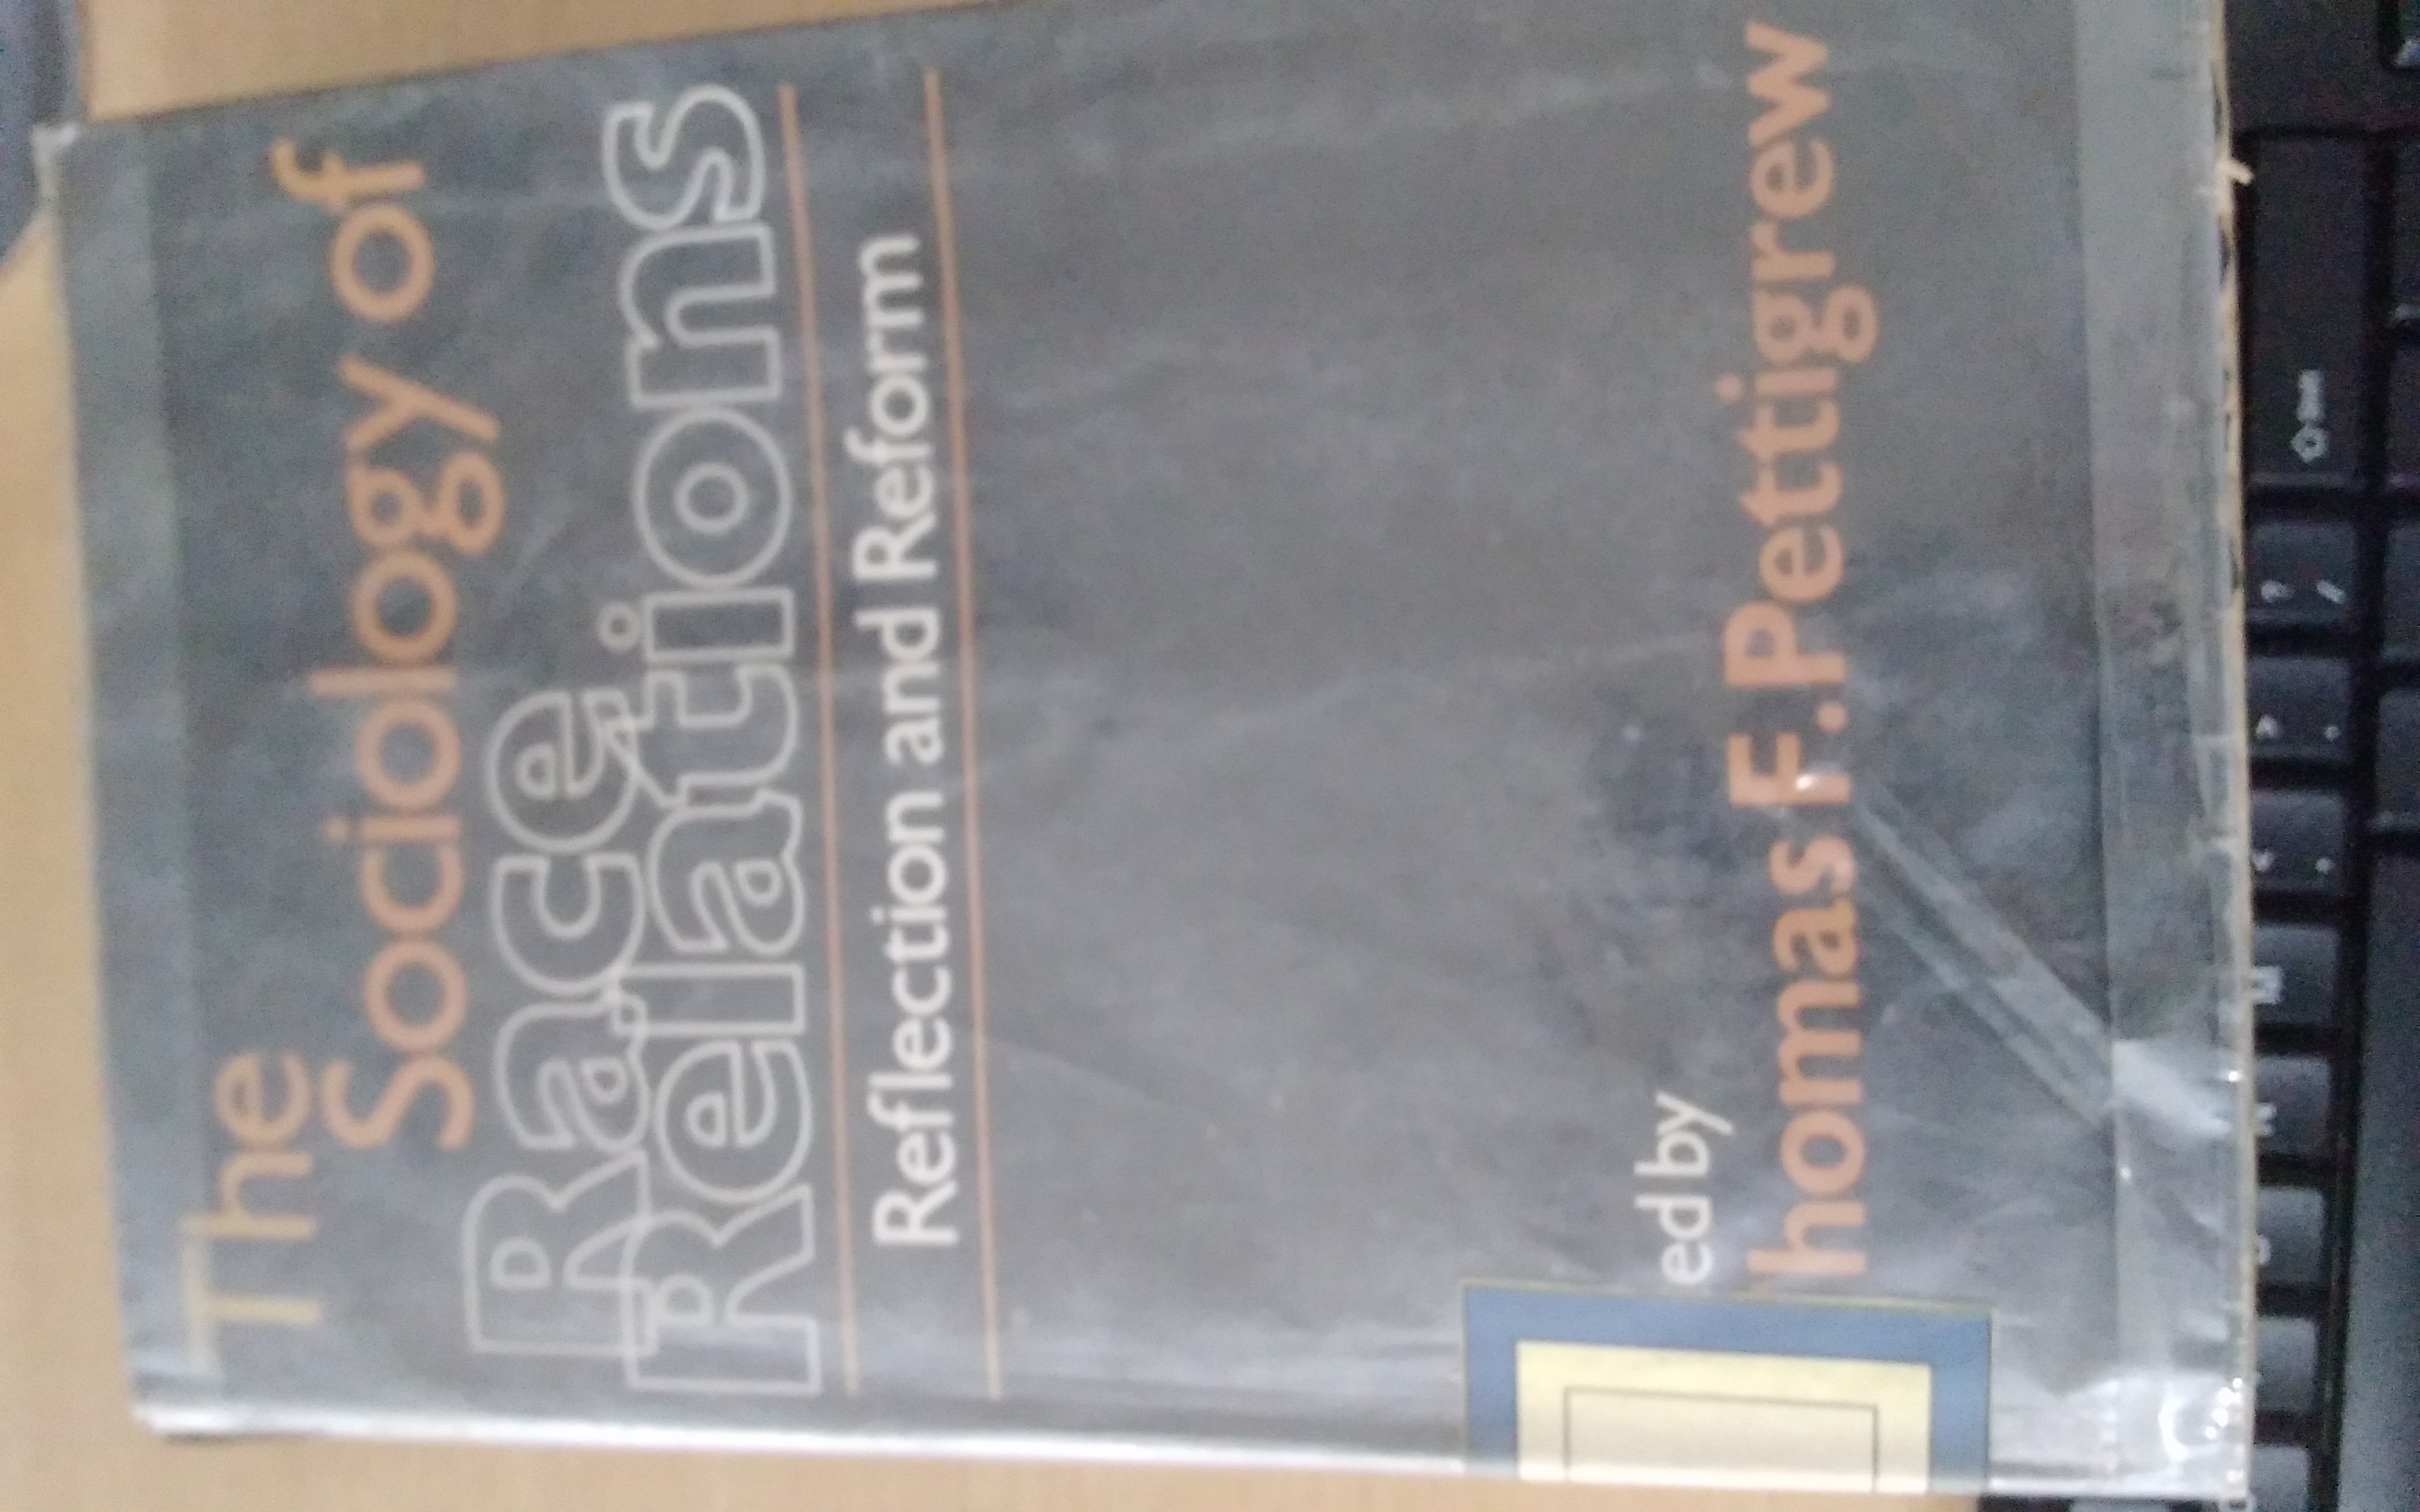 The
Sociology of
Race
Relations
Reflection and Reform
ed by
homas F. Pettigrew